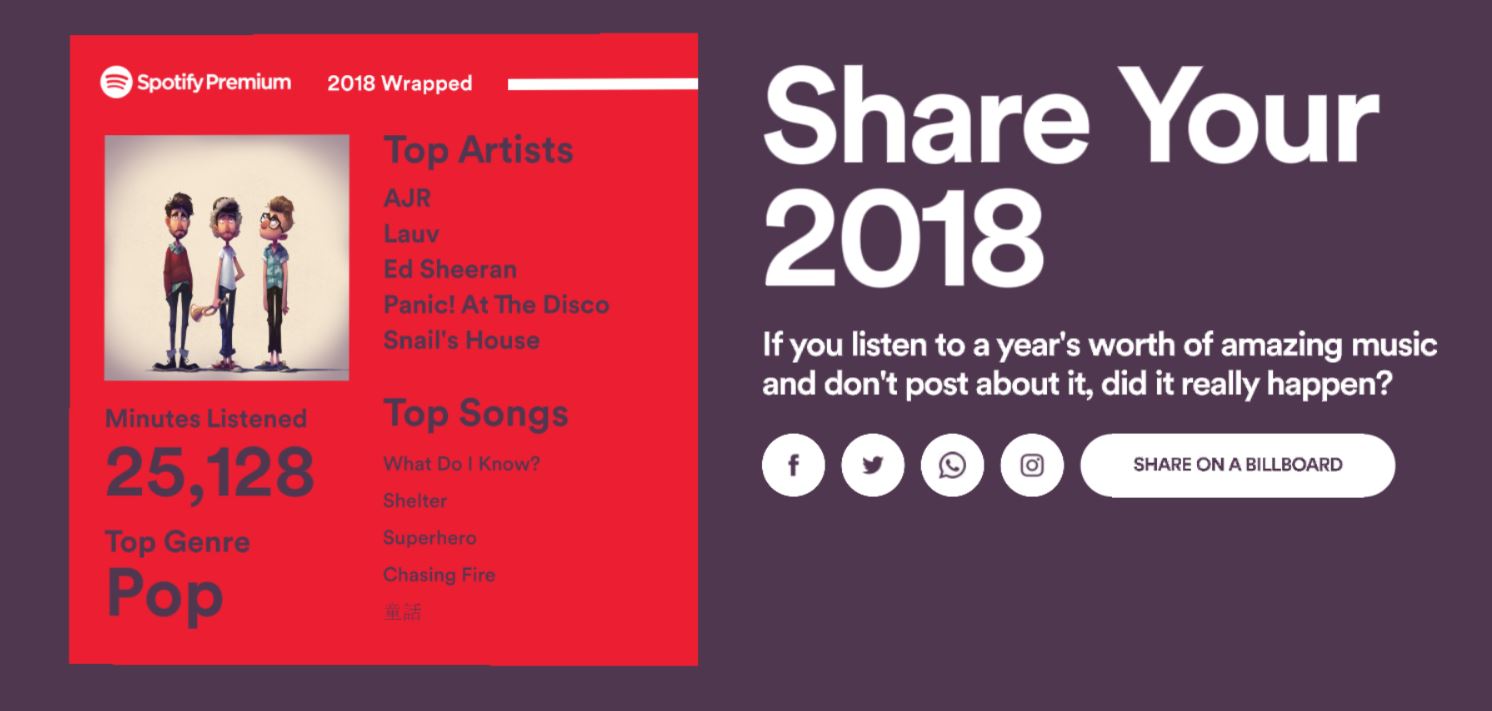 Spotify Premium
2018 Wrapped
Top Artists
AJR
Lauv
Ed Sheeran
Panic! At The Disco
Snail's House
Minutes Listened
25,128
Top Genre
Pop
Top Songs
What Do I Know?
Shelter
Superhero
Chasing Fire
童話
Share Your
2018
If you listen to a year's worth of amazing music
and don't post about it, did it really happen?
SHARE ON A BILLBOARD